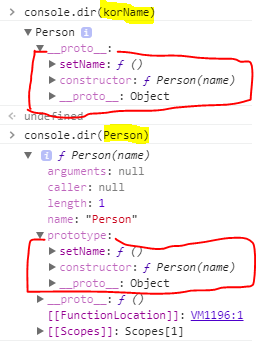 > console.dir(korName)
▼ Person
▼ __proto__:
▶ setName: ƒ ()
▶ constructor: ƒ Person(name)
▶ __proto__: Object
< undefined
> console.dir(Person)
▼ ƒ Person(name)
arguments: null
caller: null
length: 1
name: "Person"
▼ prototype:
▶ setName: ƒ ()
▶ constructor: ƒ Person(name)
▶ __proto__: Object
▶ __proto__: ƒ ()
[[FunctionLocation]]: VM1196:1
▶ [[Scopes]]: Scopes[1]